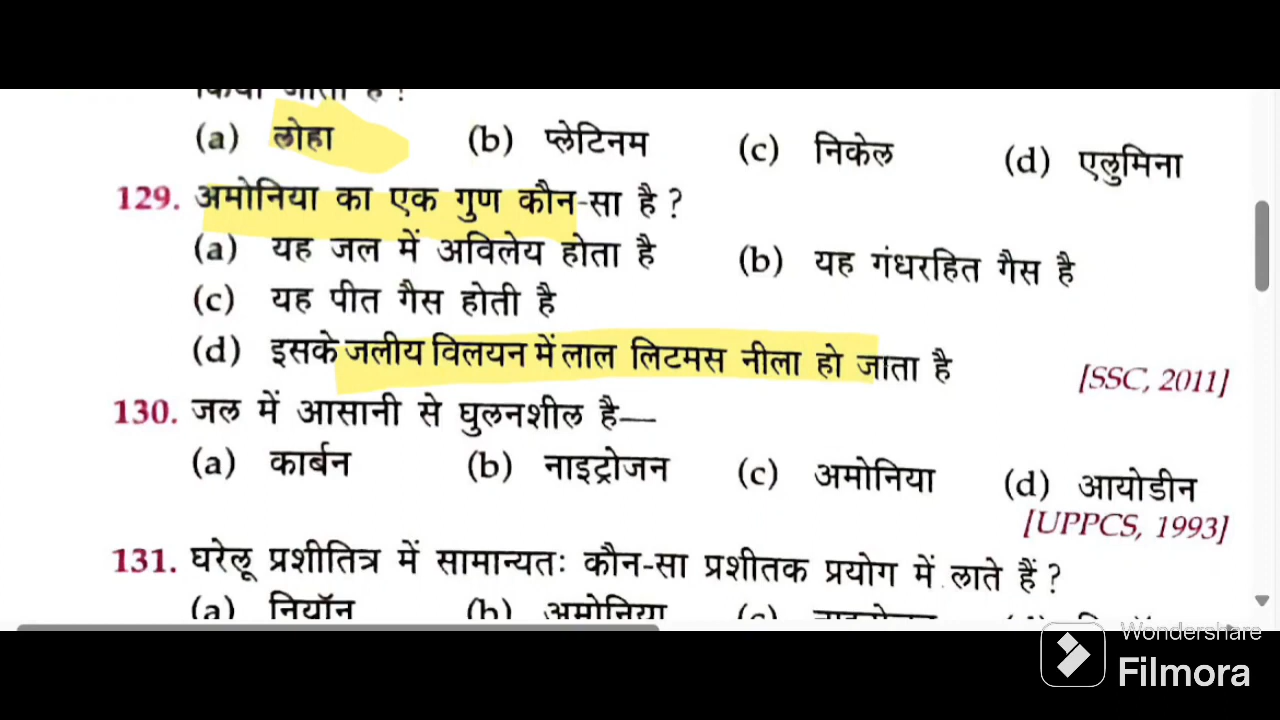 (a) लोहा (b) प्लेटिनम (c) निकेल (d) एलुमिना
129. अमोनिया का एक गुण कौन-सा है ?
(a) यह जल में अविलेय होता है (b) यह गंधरहित गैस है
(c) यह पीत गैस होती है
(d) इसके जलीय विलयन में लाल लिटमस नीला हो जाता है
[SSC, 2011]
130. जल में आसानी से घुलनशील है—
(a) कार्बन (b) नाइट्रोजन (c) अमोनिया (d) आयोडीन
[UPPCS, 1993]
131. घरेलू प्रशीतित्र में सामान्यतः कौन-सा प्रशीतक प्रयोग में लाते हैं ?
(a) नियॉन (b) अमोनिया
Wondershare
Filmora